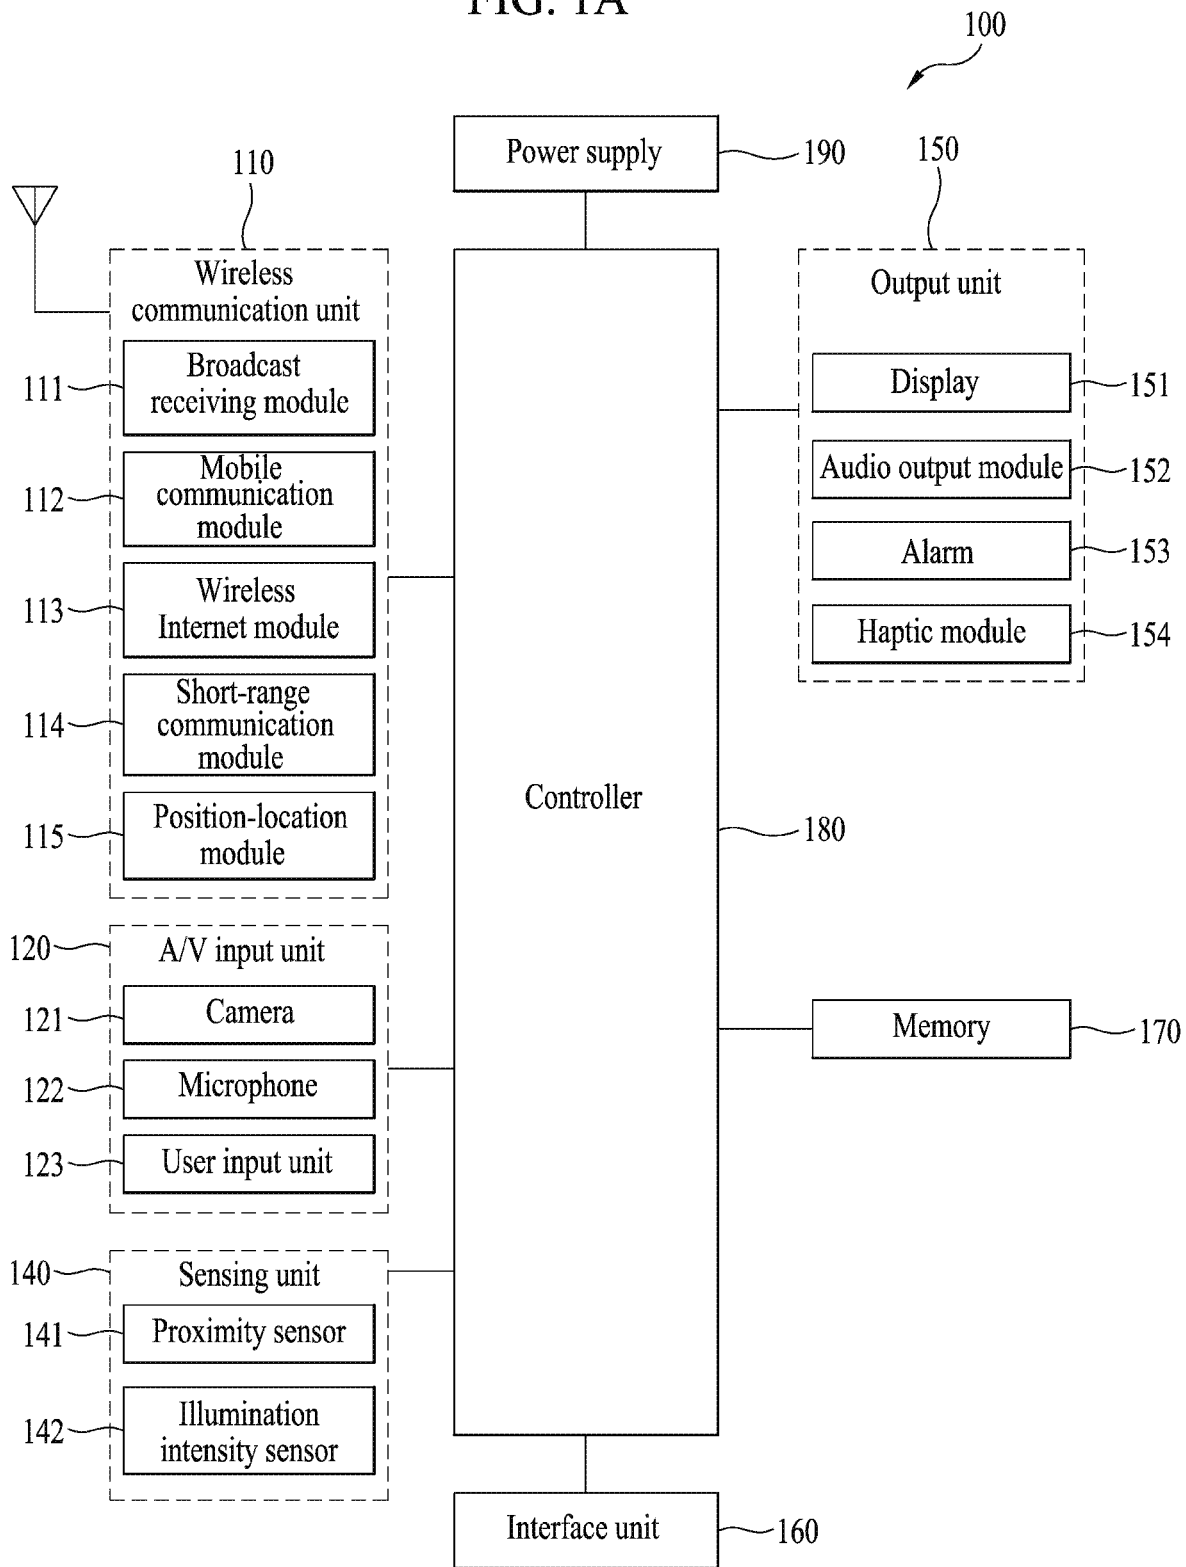 FIG. 1A
100
Power supply
190
110
150
Wireless
communication unit
Output unit
111
Broadcast
receiving module
112
Mobile
communication
module
113
Wireless
Internet module
114
Short-range
communication
module
115
Position-location
module
Display
151
Audio output module
152
Alarm
153
Haptic module
154
Controller
180
120
A/V input unit
121
Camera
122
Microphone
123
User input unit
Memory
170
140
Sensing unit
141
Proximity sensor
142
Illumination
intensity sensor
Interface unit
160